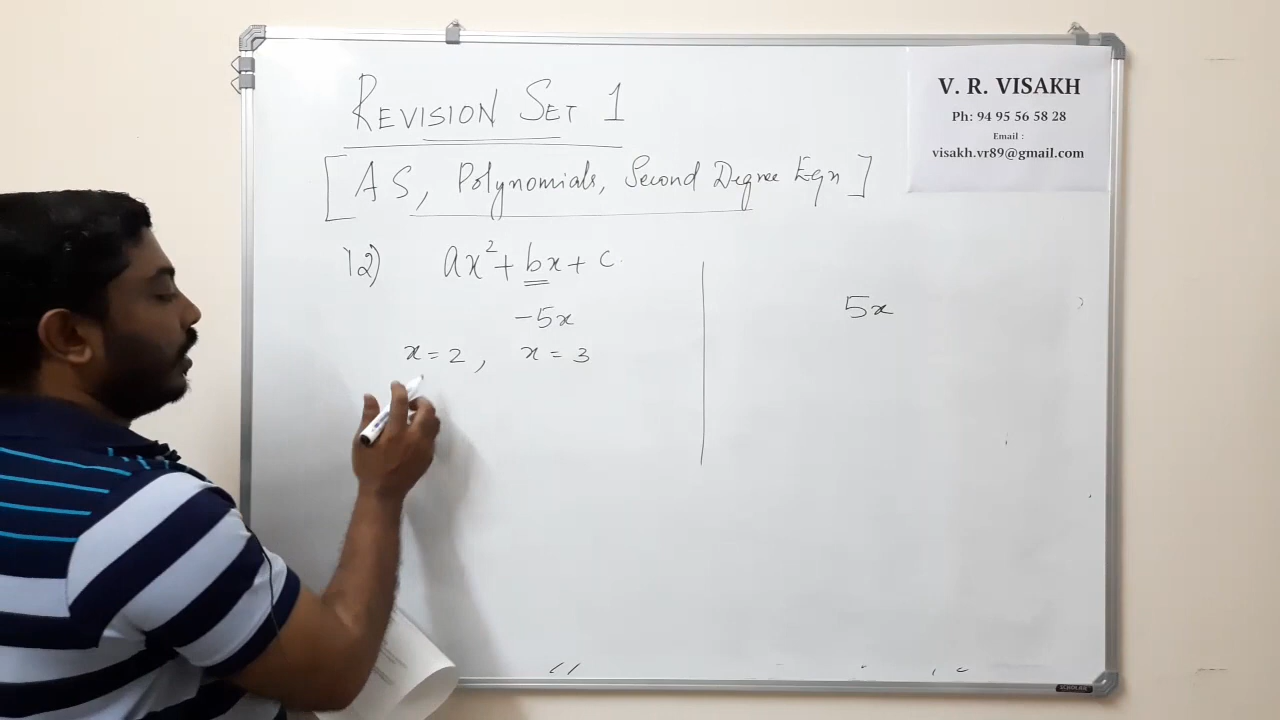 REVISION SET 1
[AS, Polynomials, Second Degree Eqn]
12) ax² + bx + c.
-5x
x = 2, x = 3
5x
V. R. VISAKH
Ph: 94 95 56 58 28
Email :
visakh.vr89@gmail.com